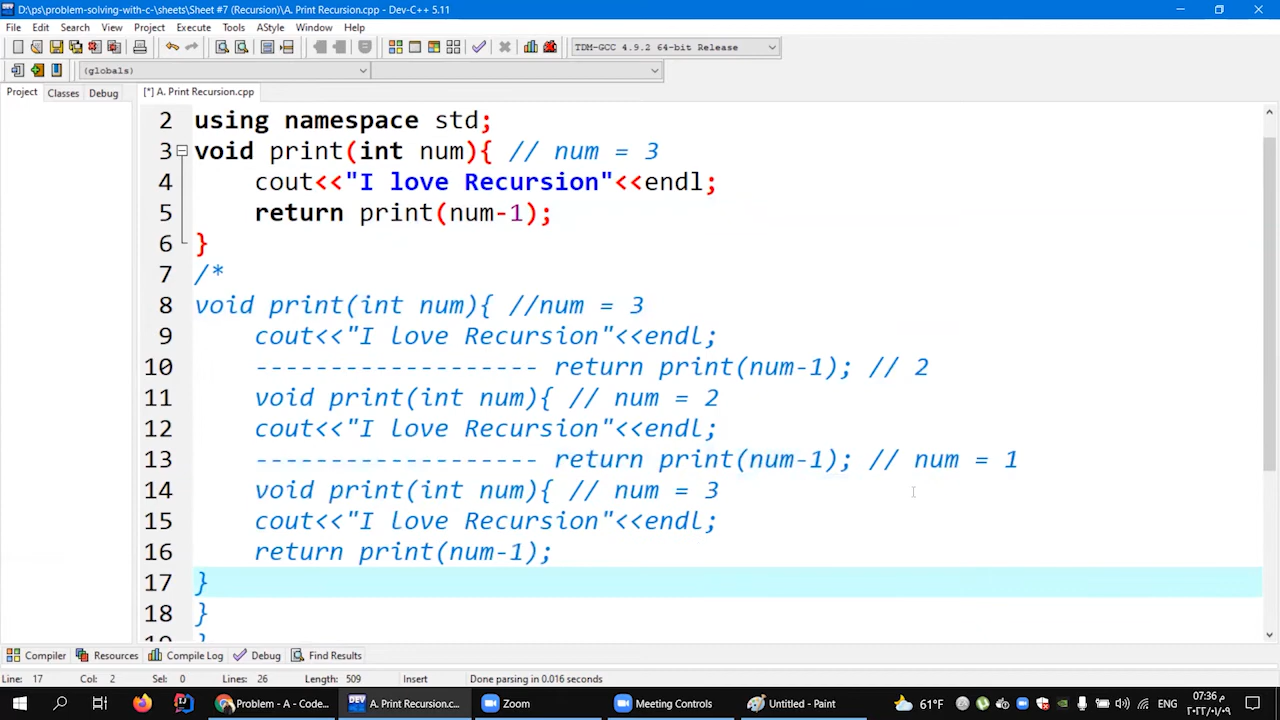 D:\ps\problem-solving-with-c-\sheets\Sheet #7 (Recursion)\A. Print Recursion.cpp - Dev-C++ 5.11
File Edit Search View Project Execute Tools AStyle Window Help
TDM-GCC 4.9.2 64-bit Release
(globals)
Project Classes Debug
[*] A. Print Recursion.cpp
2 using namespace std;
3 void print(int num){ // num = 3
4 cout<<"I love Recursion"<<endl;
5 return print(num-1);
6 }
7 /*
8 void print(int num){ //num = 3
9 cout<<"I love Recursion"<<endl;
10 ------------------- return print(num-1); // 2
11 void print(int num){ // num = 2
12 cout<<"I love Recursion"<<endl;
13 ------------------- return print(num-1); // num = 1
14 void print(int num){ // num = 3
15 cout<<"I love Recursion"<<endl;
16 return print(num-1);
17 }
18 }
Compiler Resources Compile Log Debug Find Results
Line: 17 Col: 2 Sel: 0 Lines: 26 Length: 509 Insert Done parsing in 0.016 seconds
Problem - A - Code... A. Print Recursion.c... Zoom Meeting Controls Untitled - Paint 61°F ENG
07:36 م
٢٠٢٢/٠١/٠٩